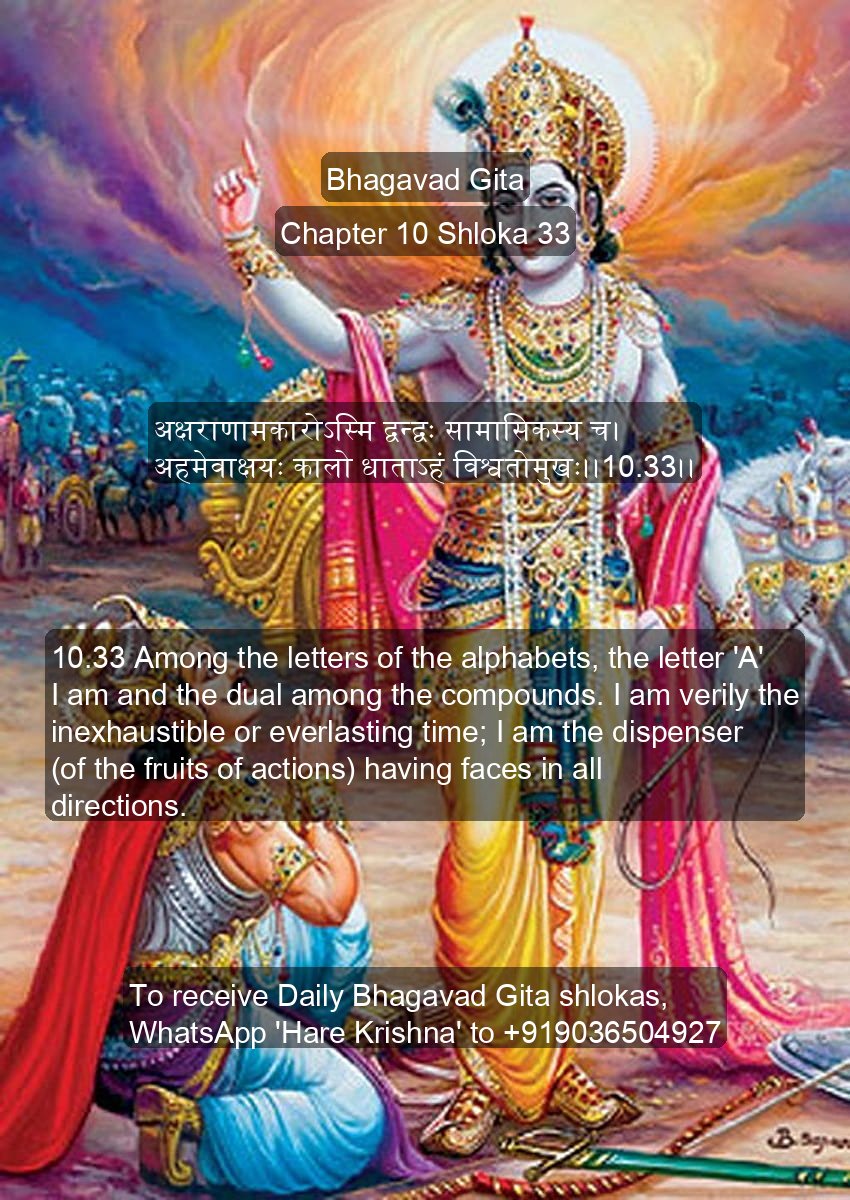 Bhagavad Gita
Chapter 10 Shloka 33
अक्षराणामकारोऽस्मि द्वन्द्वः सामासिकस्य च।
अहमेवाक्षयः कालो धाताऽहं विश्वतोमुखः।।10.33।।
10.33 Among the letters of the alphabets, the letter 'A'
I am and the dual among the compounds. I am verily the
inexhaustible or everlasting time; I am the dispenser
(of the fruits of actions) having faces in all
directions.
To receive Daily Bhagavad Gita shlokas,
WhatsApp 'Hare Krishna' to +919036504927